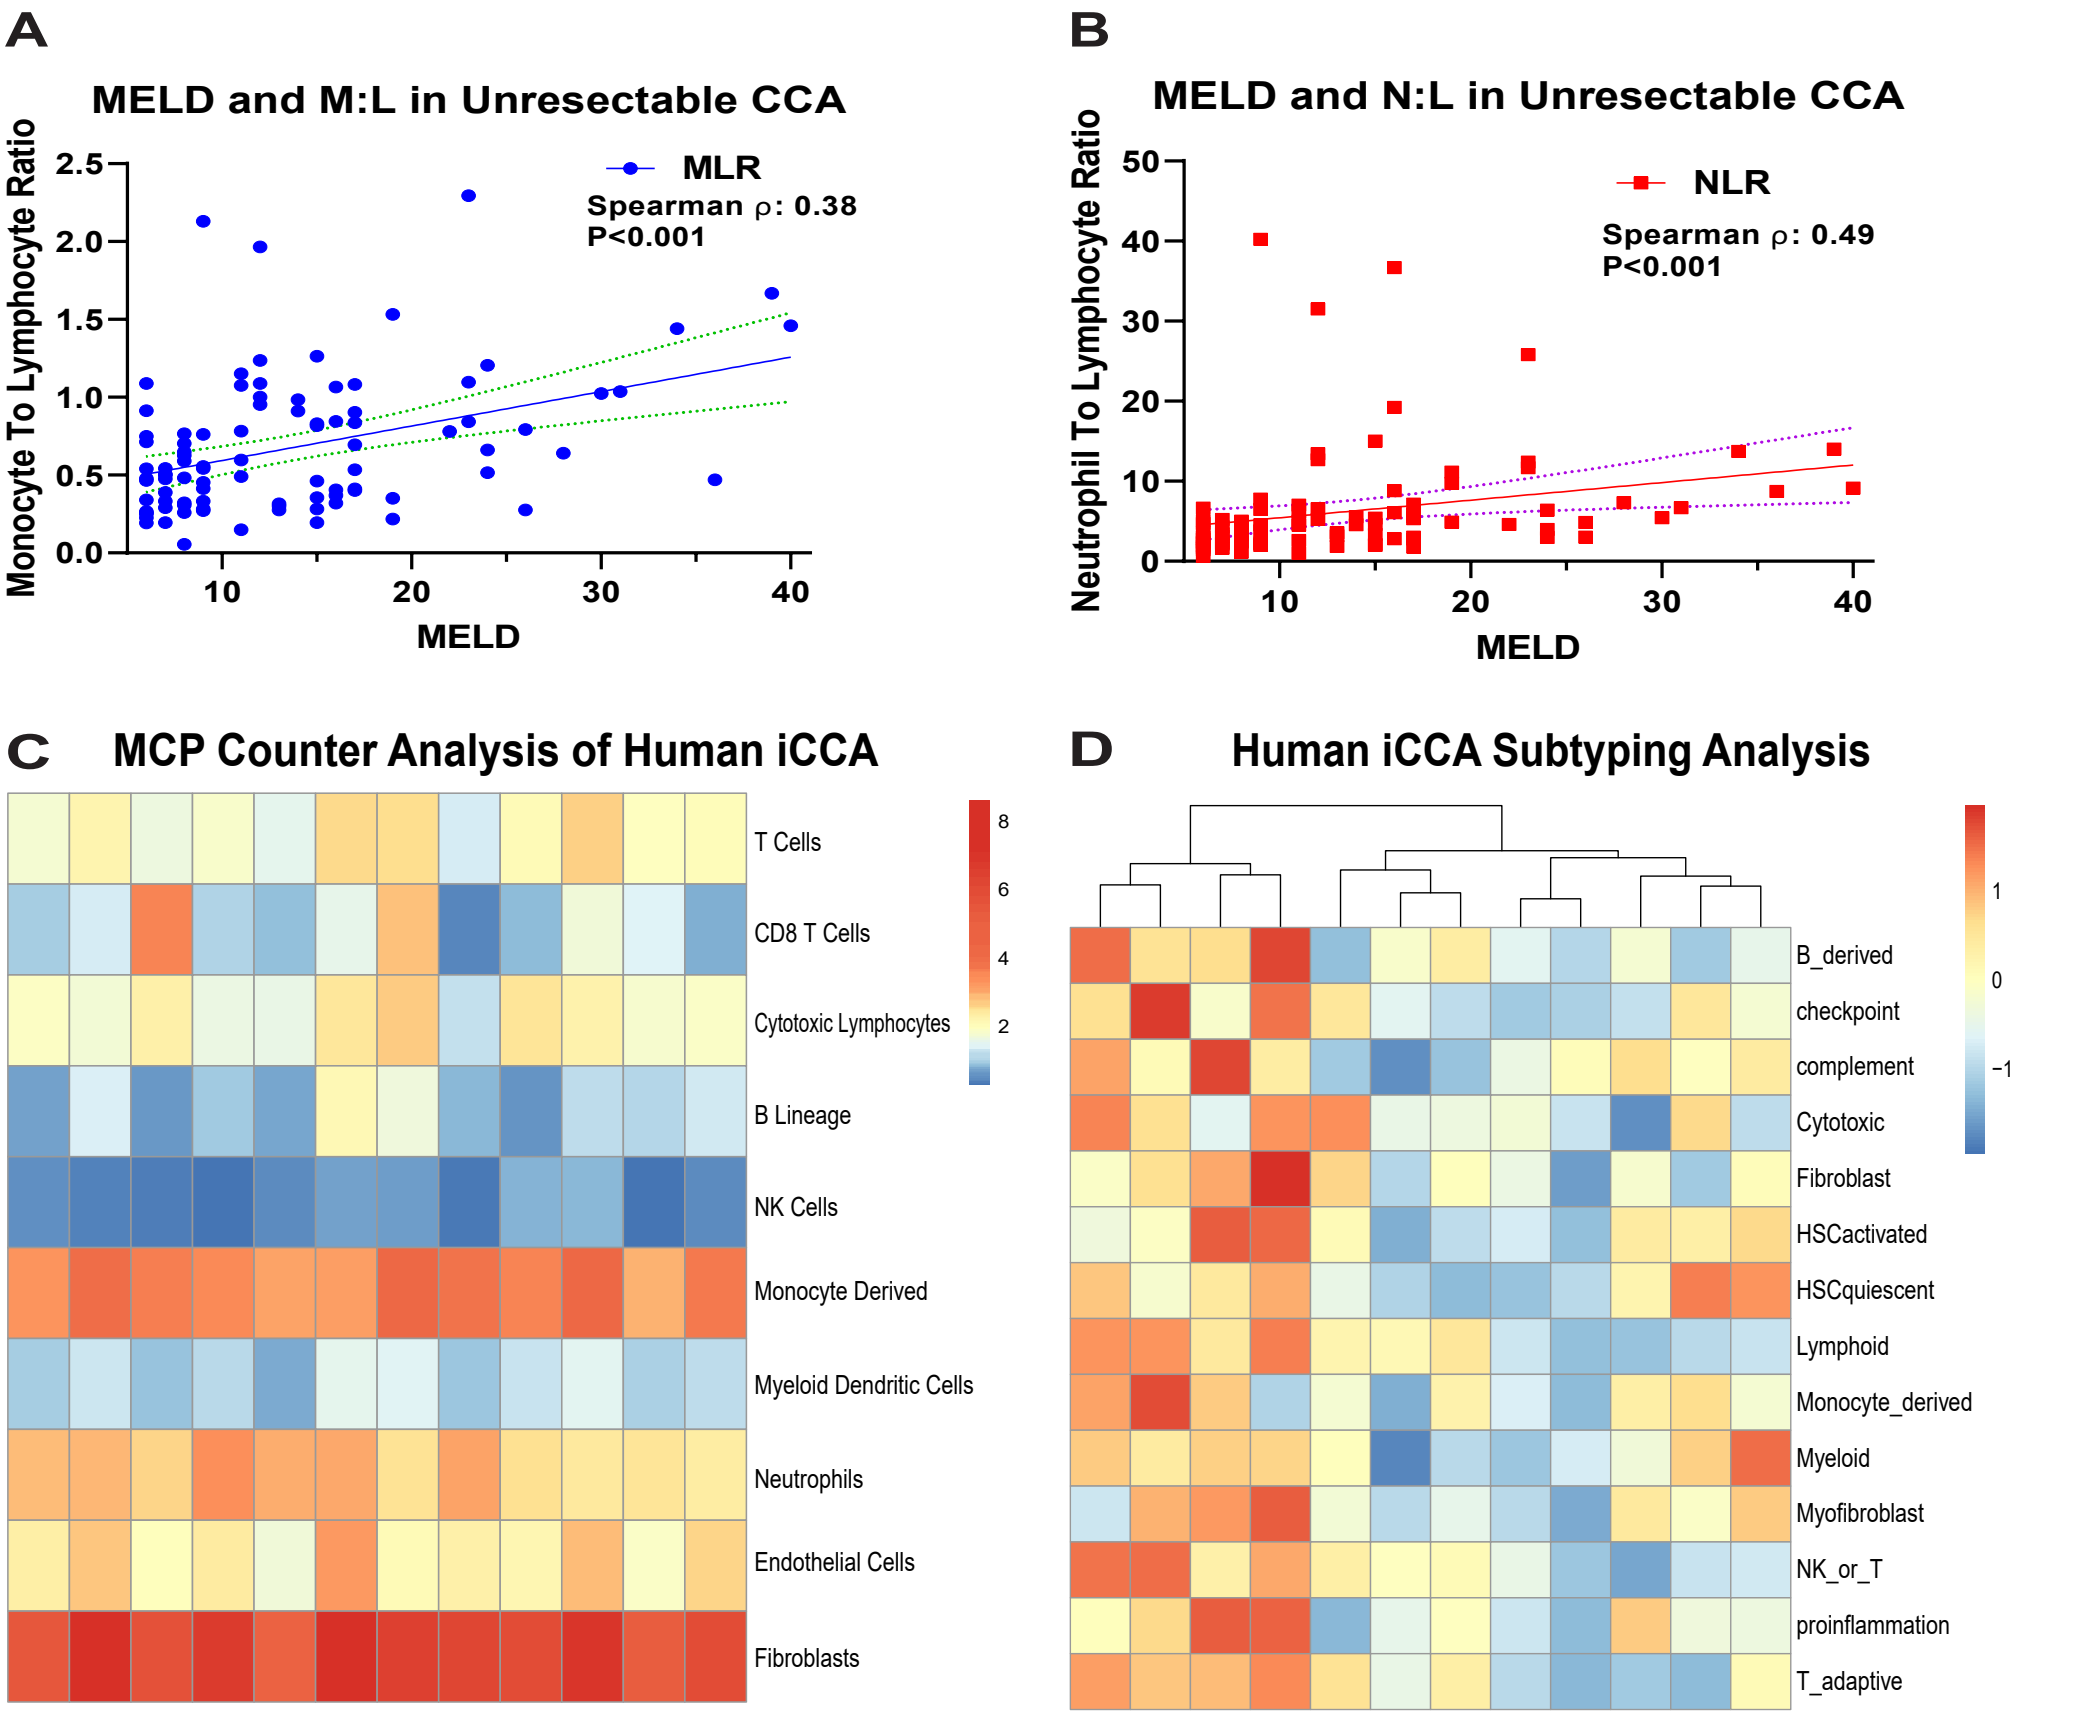 A
MELD and M:L in Unresectable CCA
Monocyte To Lymphocyte Ratio
2.5
2.0
1.5
1.0
0.5
0.0
MLR
Spearman ρ: 0.38
P<0.001
10
20
30
40
MELD
B
MELD and N:L in Unresectable CCA
Neutrophil To Lymphocyte Ratio
50
40
30
20
10
0
NLR
Spearman ρ: 0.49
P<0.001
10
20
30
40
MELD
C
MCP Counter Analysis of Human iCCA
T Cells
CD8 T Cells
Cytotoxic Lymphocytes
B Lineage
NK Cells
Monocyte Derived
Myeloid Dendritic Cells
Neutrophils
Endothelial Cells
Fibroblasts
8
6
4
2
D
Human iCCA Subtyping Analysis
B_derived
checkpoint
complement
Cytotoxic
Fibroblast
HSCactivated
HSCquiescent
Lymphoid
Monocyte_derived
Myeloid
Myofibroblast
NK_or_T
proinflammation
T_adaptive
1
0
−1